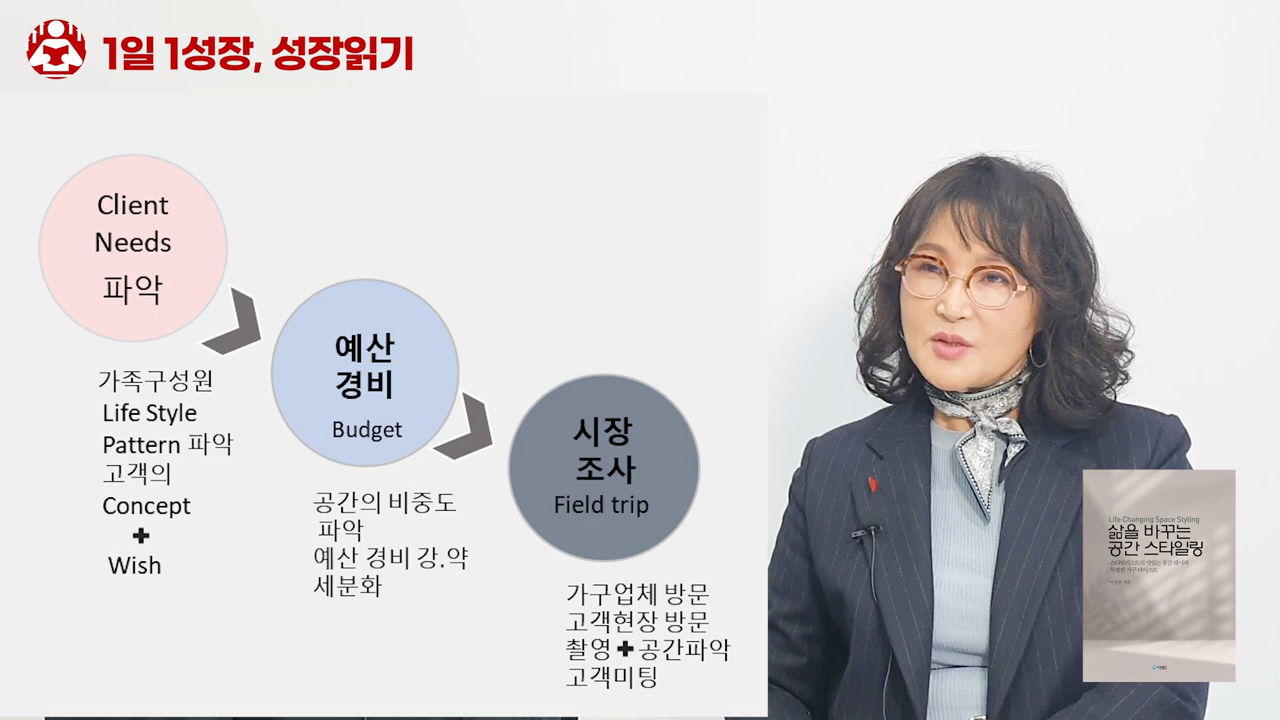 1일 1성장, 성장읽기
Client
Needs
파악
가족구성원
Life Style
Pattern 파악
고객의
Concept
+
Wish
예산
경비
Budget
공간의 비중도
파악
예산 경비 강.약
세분화
시장
조사
Field trip
가구업체 방문
고객현장 방문
촬영 + 공간파악
고객미팅
Life Changing Space Styling
삶을 바꾸는
공간 스타일링